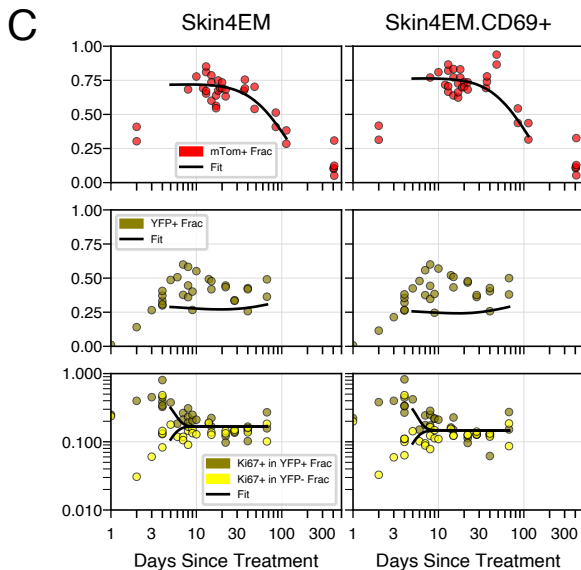 C
Skin4EM Skin4EM.CD69+
1.00
0.75
0.50
0.25
0.00
mTom+ Frac
Fit
1.00
0.75
0.50
0.25
0.00
YFP+ Frac
Fit
1.000
0.100
0.010
Ki67+ in YFP+ Frac
Ki67+ in YFP- Frac
Fit
1 3 10 30 100 300 1 3 10 30 100 300
Days Since Treatment Days Since Treatment